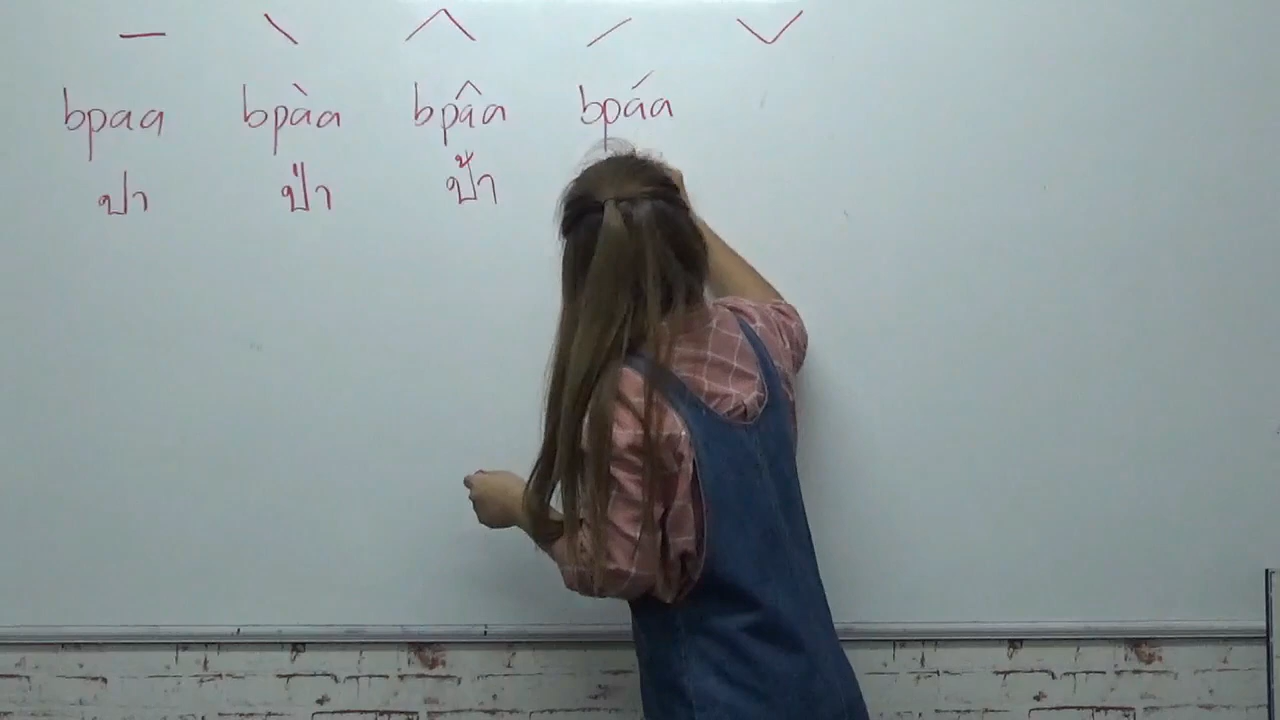 — \ ∧ / ∨
bpaa bpàa bpâa bpáa
ปา ป่า ป้า